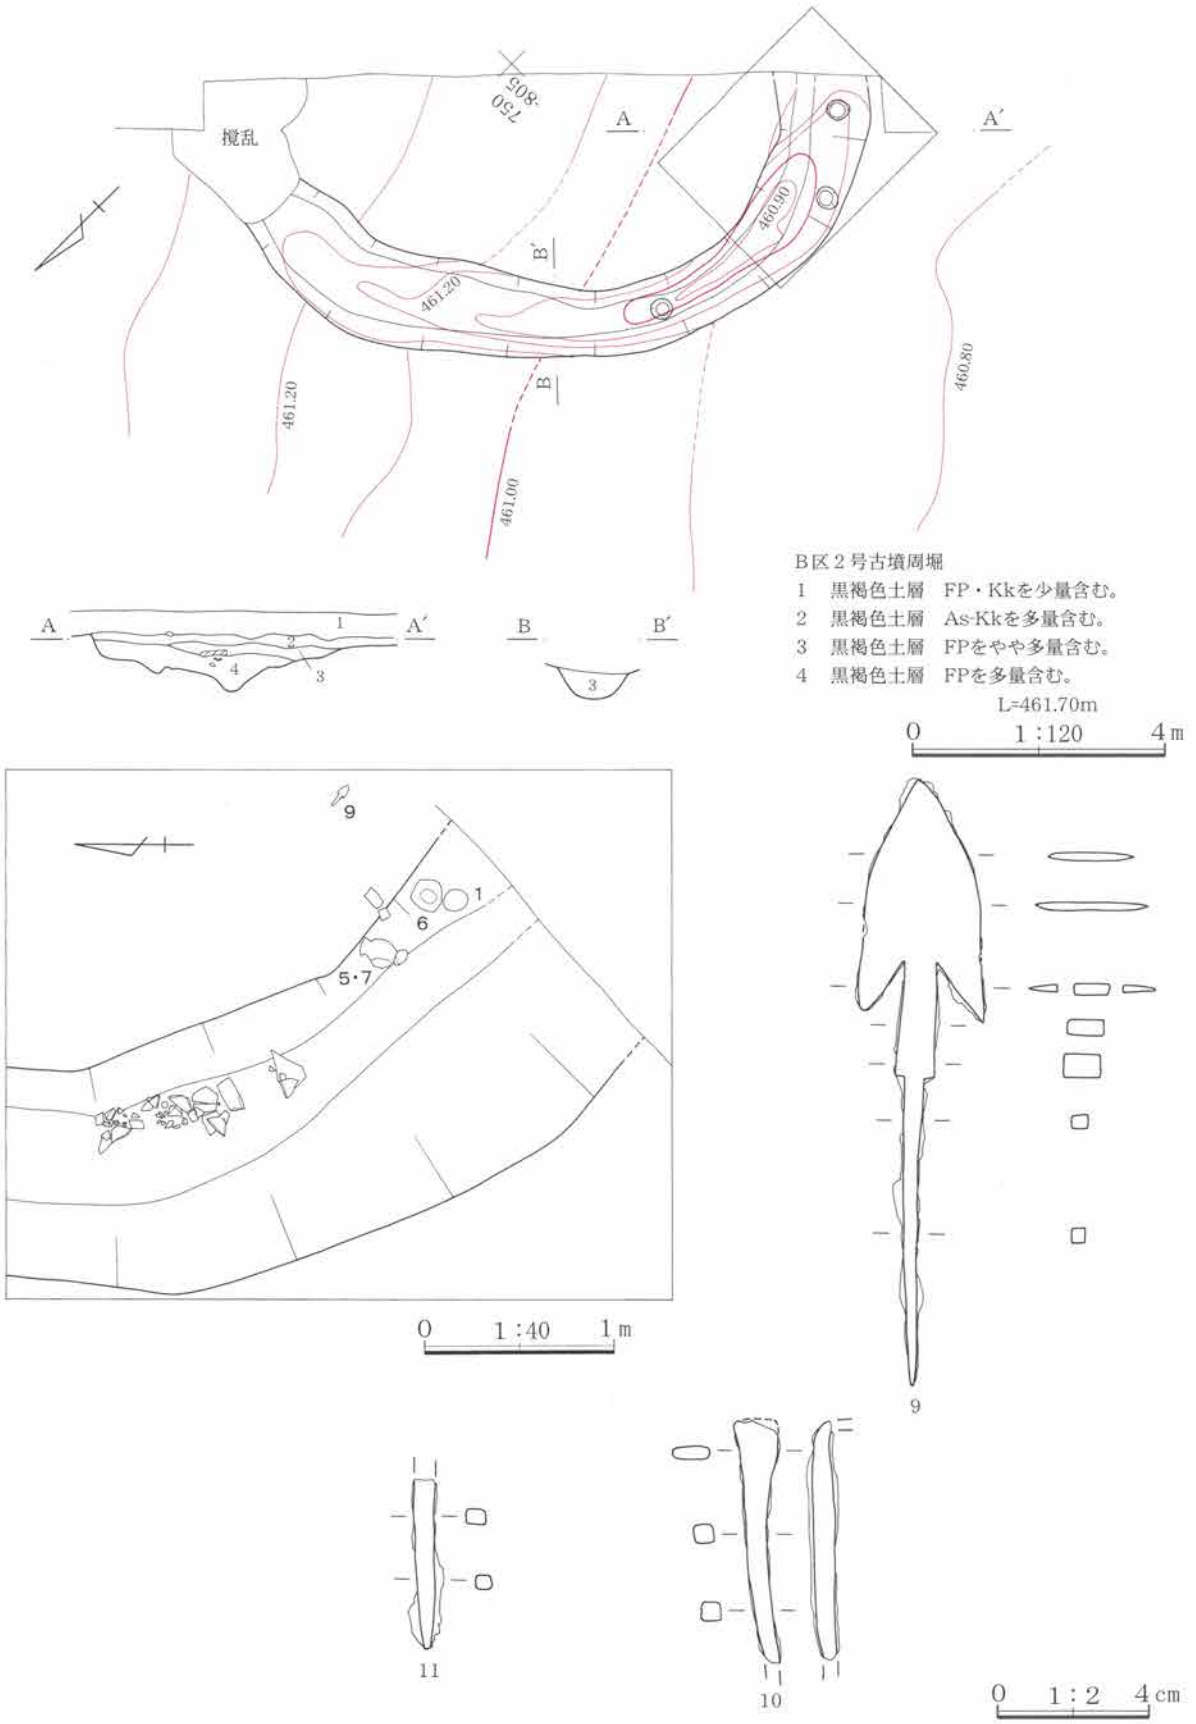 750
-805
撹乱
A
A′
460.90
B′
461.20
B
461.20
460.80
461.00
B区2号古墳周堀
1 黒褐色土層 FP・Kkを少量含む。
2 黒褐色土層 As-Kkを多量含む。
3 黒褐色土層 FPをやや多量含む。
4 黒褐色土層 FPを多量含む。
L=461.70m
0 1:120 4m
A 1 A′
2
4
3
B B′
3
9
1
6
5・7
0 1:40 1m
9
11
10
0 1:2 4cm